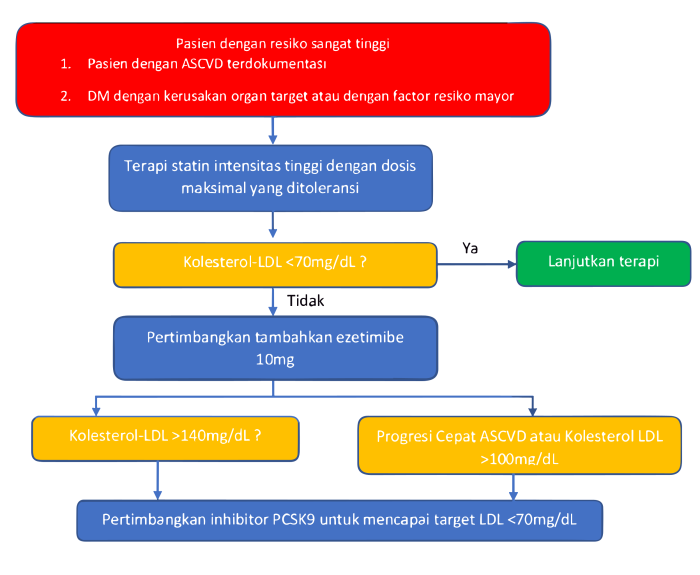 Pasien dengan resiko sangat tinggi
1. Pasien dengan ASCVD terdokumentasi
2. DM dengan kerusakan organ target atau dengan factor resiko mayor
Terapi statin intensitas tinggi dengan dosis
maksimal yang ditoleransi
Kolesterol-LDL <70mg/dL ?
Ya
Lanjutkan terapi
Tidak
Pertimbangkan tambahkan ezetimibe
10mg
Kolesterol-LDL >140mg/dL ?
Progresi Cepat ASCVD atau Kolesterol LDL
>100mg/dL
Pertimbangkan inhibitor PCSK9 untuk mencapai target LDL <70mg/dL